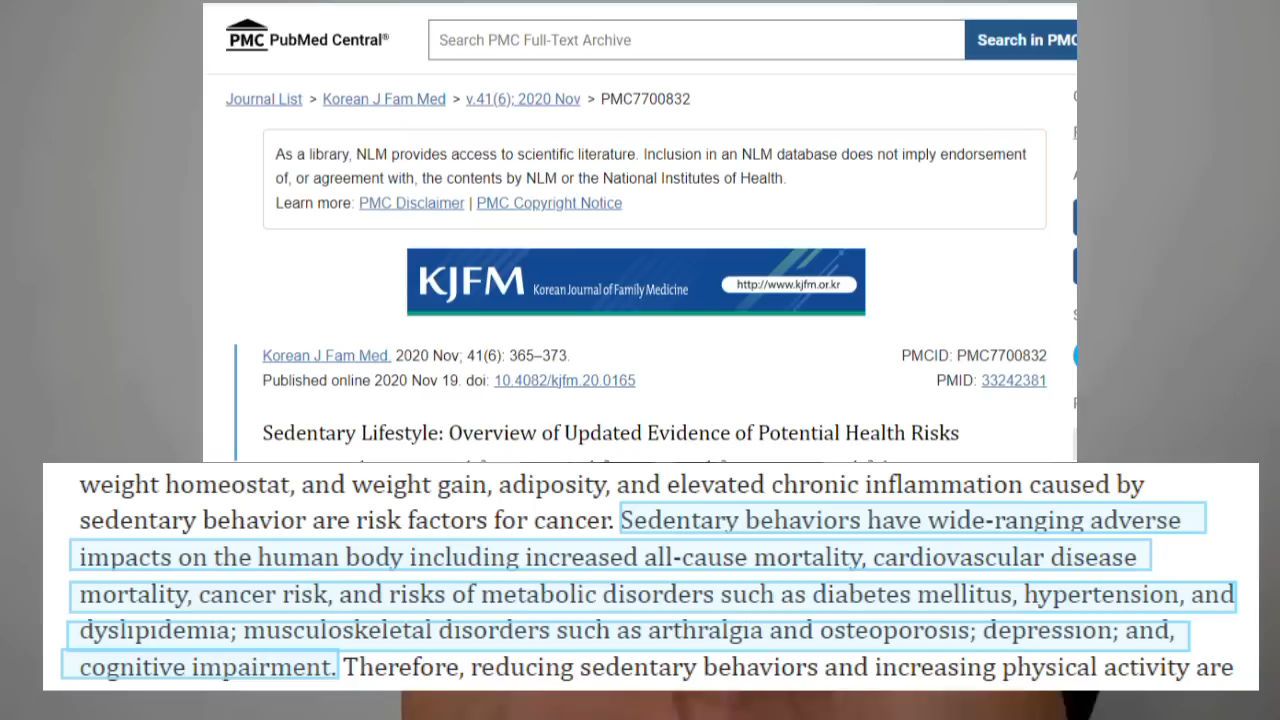 PMC PubMed Central®
Search PMC Full-Text Archive
Search in PMC
Journal List > Korean J Fam Med > v.41(6); 2020 Nov > PMC7700832
As a library, NLM provides access to scientific literature. Inclusion in an NLM database does not imply endorsement
of, or agreement with, the contents by NLM or the National Institutes of Health.
Learn more: PMC Disclaimer | PMC Copyright Notice
KJFM Korean Journal of Family Medicine
http://www.kjfm.or.kr
Korean J Fam Med. 2020 Nov; 41(6): 365–373.
PMCID: PMC7700832
Published online 2020 Nov 19. doi: 10.4082/kjfm.20.0165
PMID: 33242381
Sedentary Lifestyle: Overview of Updated Evidence of Potential Health Risks
weight homeostat, and weight gain, adiposity, and elevated chronic inflammation caused by
sedentary behavior are risk factors for cancer. Sedentary behaviors have wide-ranging adverse
impacts on the human body including increased all-cause mortality, cardiovascular disease
mortality, cancer risk, and risks of metabolic disorders such as diabetes mellitus, hypertension, and
dyslipidemia; musculoskeletal disorders such as arthralgia and osteoporosis; depression; and,
cognitive impairment. Therefore, reducing sedentary behaviors and increasing physical activity are